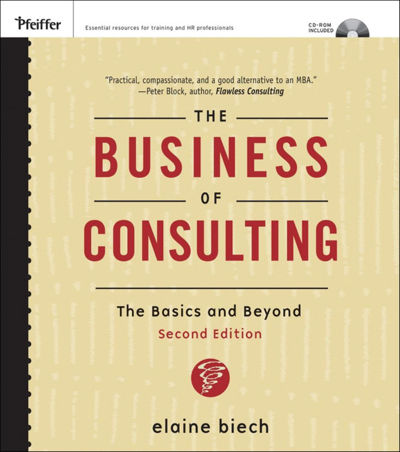 Pfeiffer
Essential resources for training and HR professionals
CD-ROM
INCLUDED
“Practical, compassionate, and a good alternative to an MBA.”
—Peter Block, author, Flawless Consulting
THE
BUSINESS
OF
CONSULTING
The Basics and Beyond
Second Edition
elaine biech